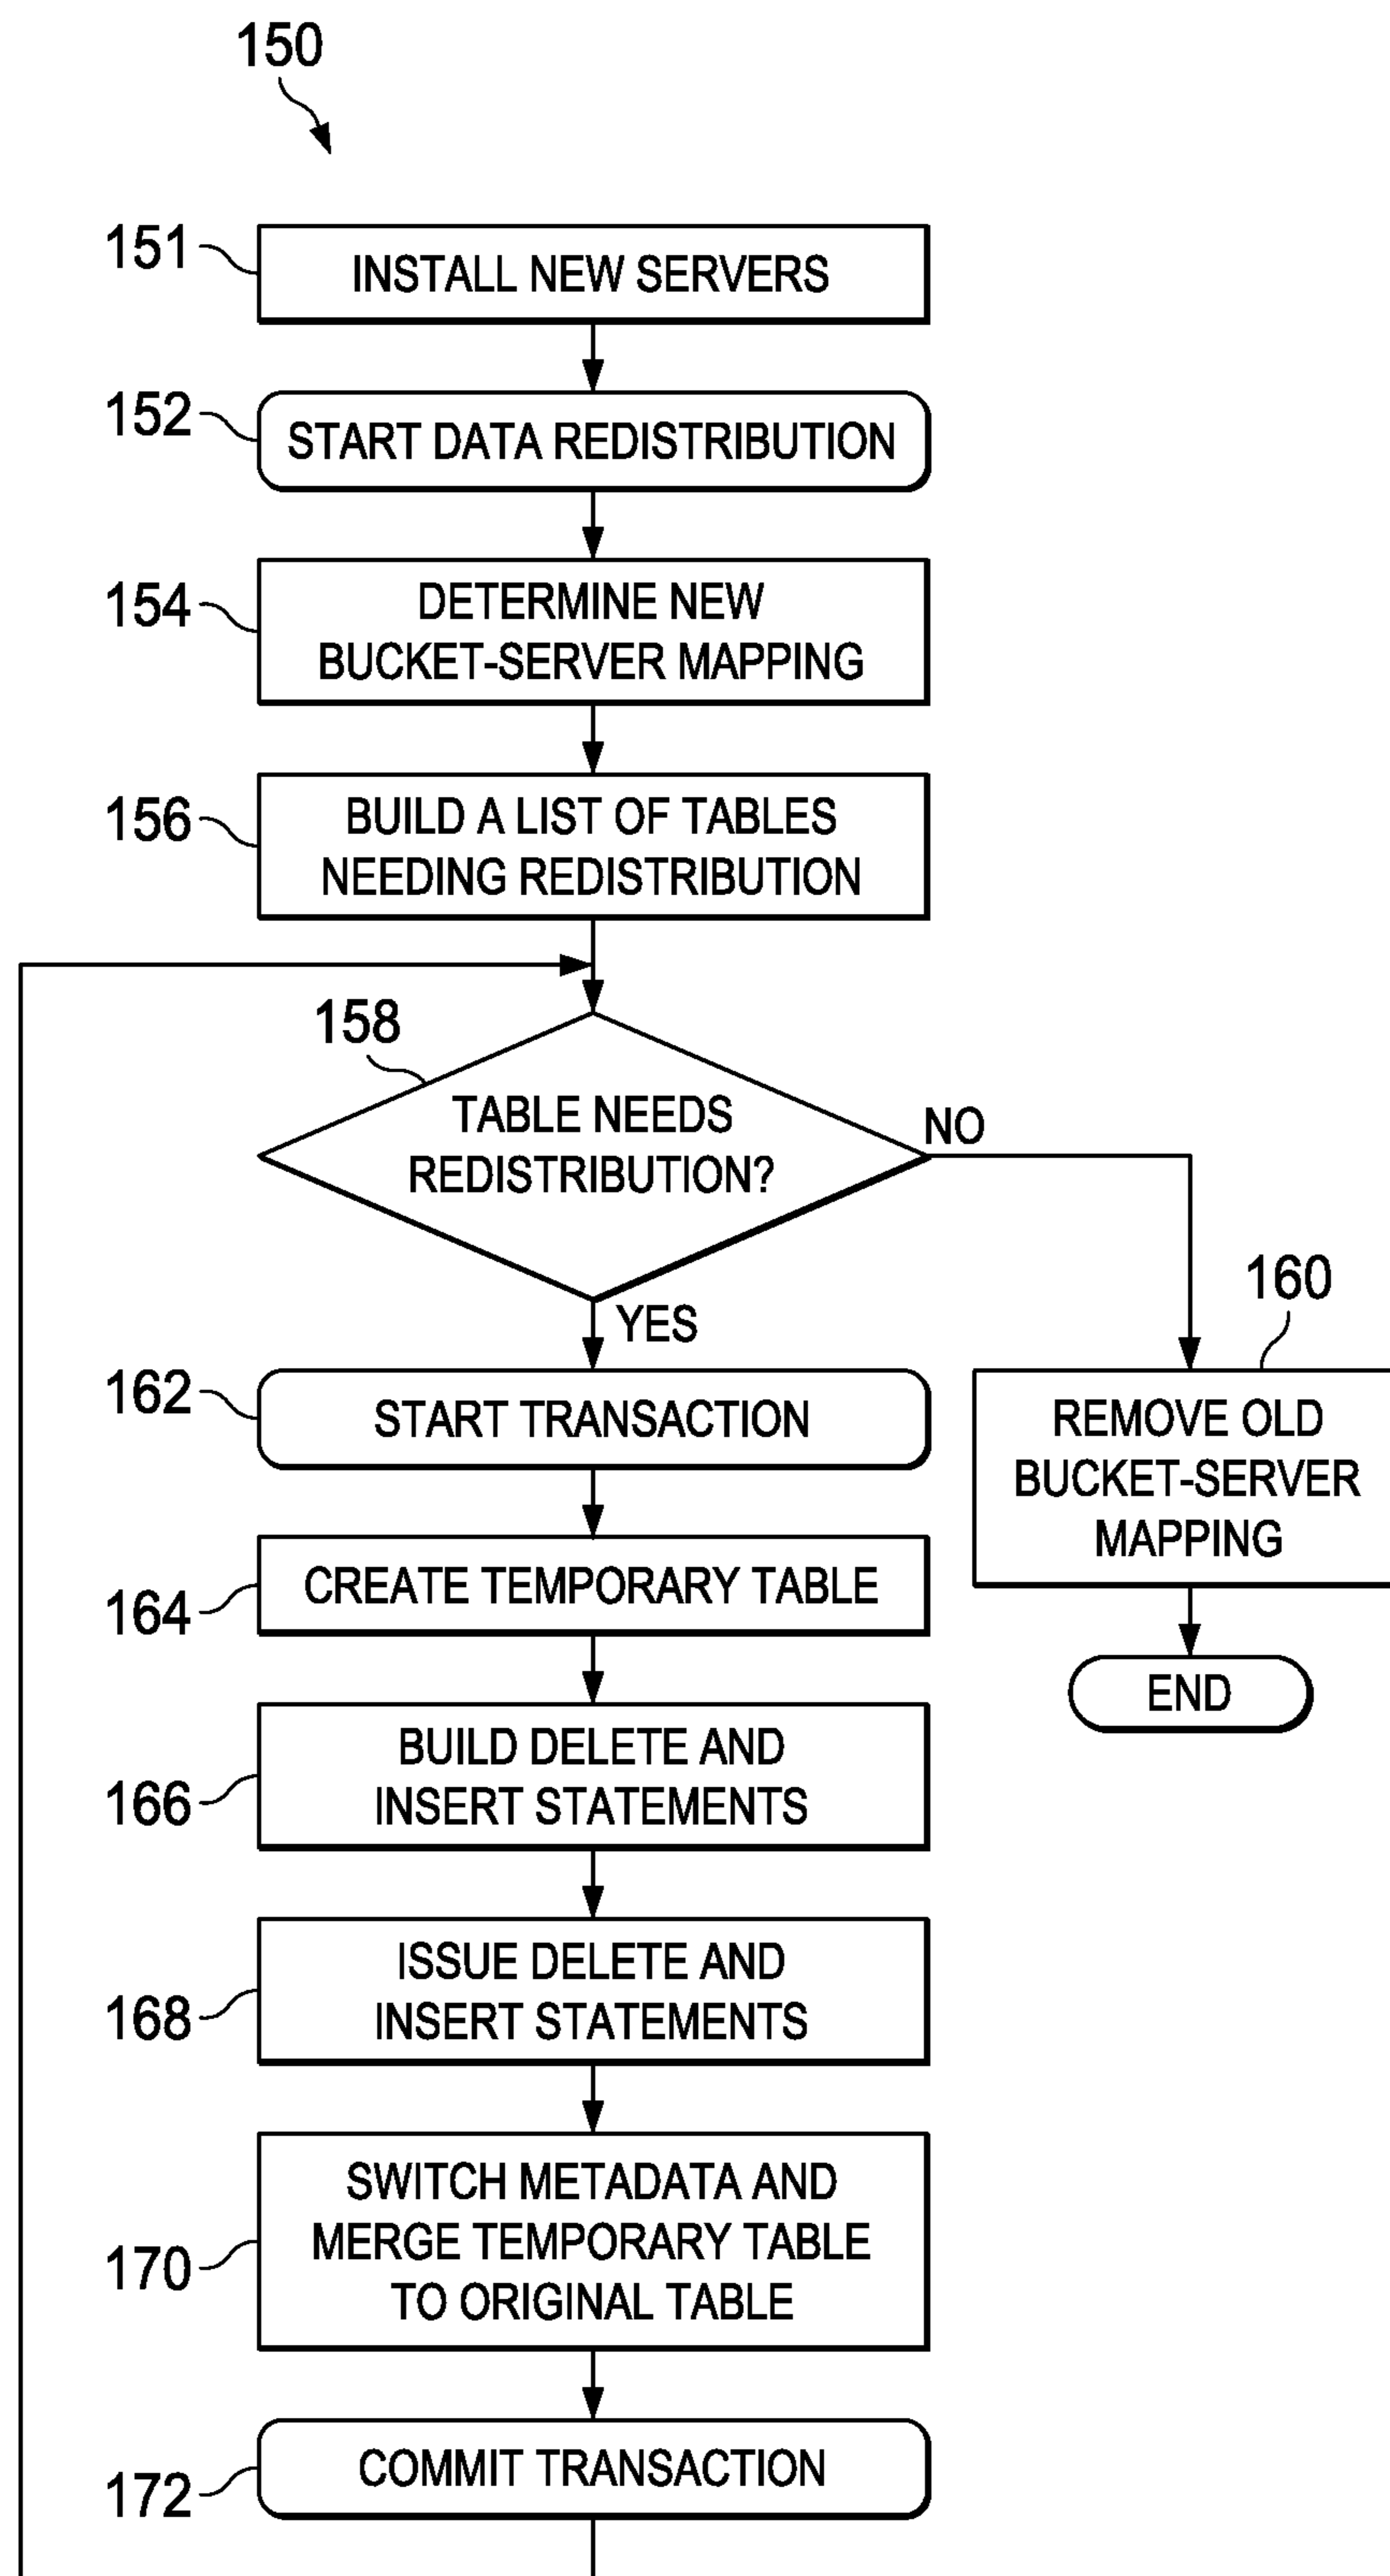 150
151
INSTALL NEW SERVERS
152
START DATA REDISTRIBUTION
154
DETERMINE NEW
BUCKET-SERVER MAPPING
156
BUILD A LIST OF TABLES
NEEDING REDISTRIBUTION
158
TABLE NEEDS
REDISTRIBUTION?
NO
YES
160
REMOVE OLD
BUCKET-SERVER
MAPPING
END
162
START TRANSACTION
164
CREATE TEMPORARY TABLE
166
BUILD DELETE AND
INSERT STATEMENTS
168
ISSUE DELETE AND
INSERT STATEMENTS
170
SWITCH METADATA AND
MERGE TEMPORARY TABLE
TO ORIGINAL TABLE
172
COMMIT TRANSACTION